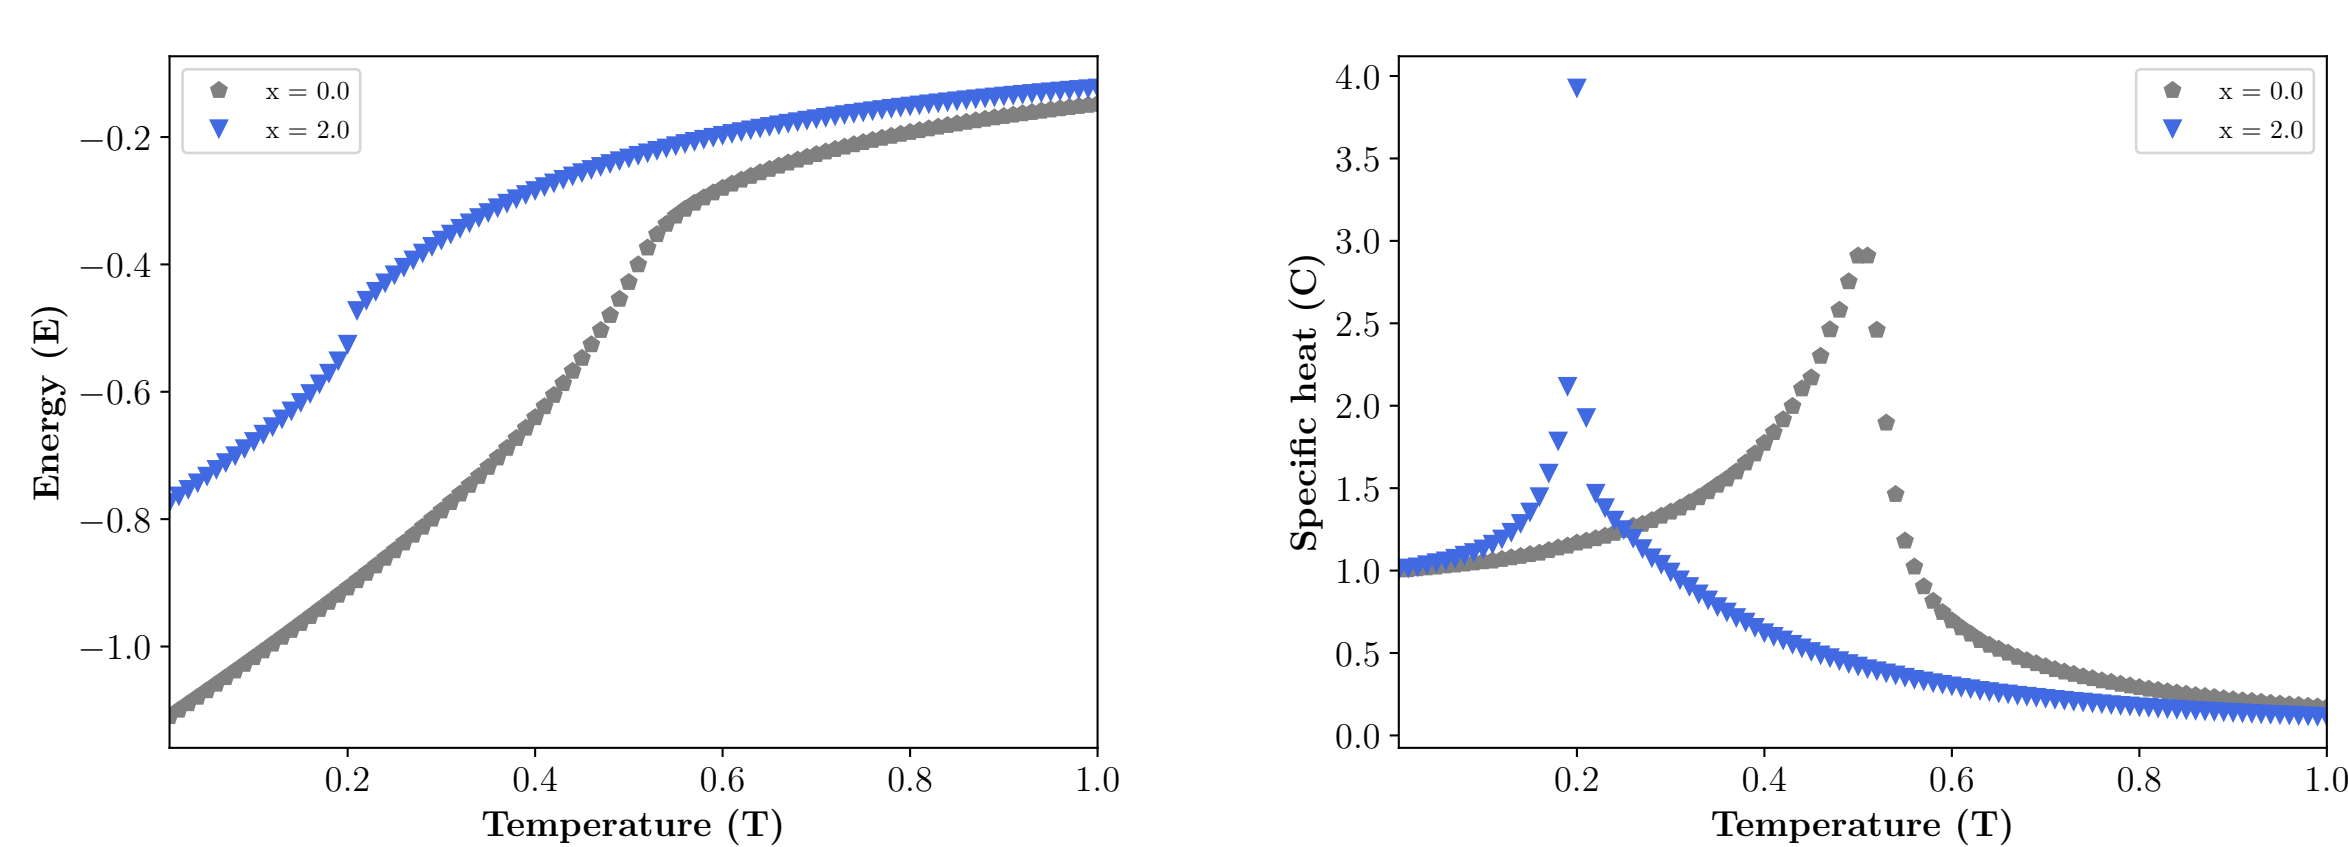 x = 0.0
x = 2.0
−0.2
−0.4
−0.6
−0.8
−1.0
Energy (E)
0.2 0.4 0.6 0.8 1.0
Temperature (T)
x = 0.0
x = 2.0
4.0
3.5
3.0
2.5
2.0
1.5
1.0
0.5
0.0
Specific heat (C)
0.2 0.4 0.6 0.8 1.0
Temperature (T)